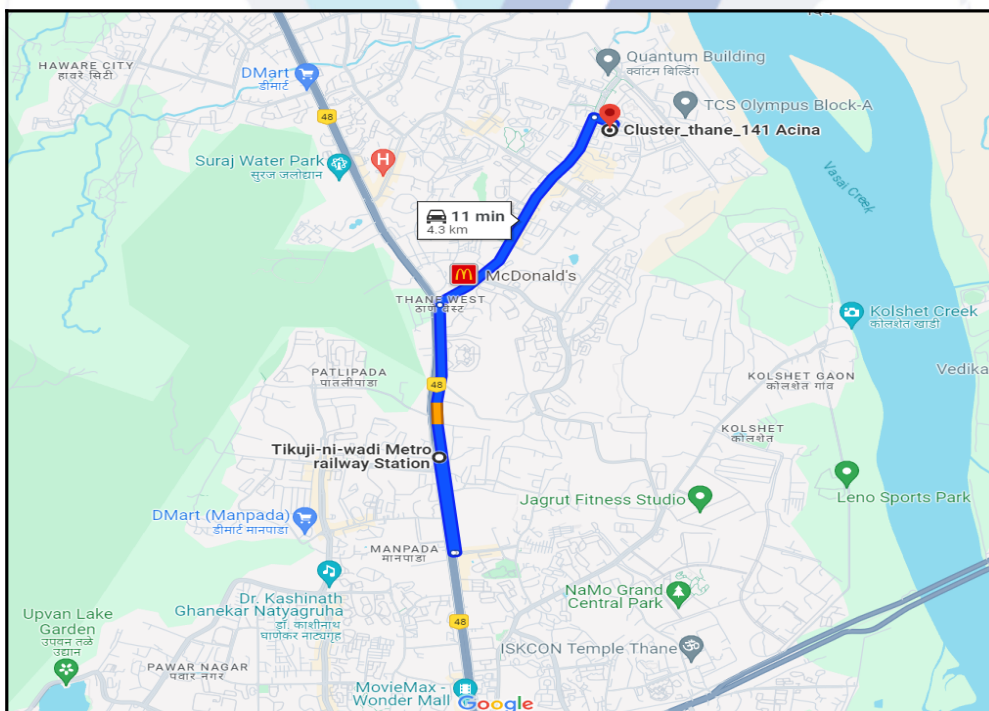 Quantum Building
क्वांटम बिल्डिंग
HAWARE CITY
हावरे सिटी
DMart
डीमार्ट
TCS Olympus Block-A
48
Cluster_thane_141 Acina
Suraj Water Park
सुरज जलोद्यान
H
Vasai Creek
11 min
4.3 km
McDonald's
THANE WEST
ठाणे वेस्ट
Kolshet Creek
कोलशेत खाडी
Vedika
PATLIPADA
पातलीपाडा
48
KOLSHET GAON
कोलशेत गांव
KOLSHET
कोलशेत
Tikuji-ni-wadi Metro
railway Station
Leno Sports Park
Jagrut Fitness Studio
DMart (Manpada)
डीमार्ट मानपाडा
MANPADA
मानपाडा
Dr. Kashinath
Ghanekar Natyagruha
डॉ. काशीनाथ
घाणेकर नाट्यगृह
NaMo Grand
Central Park
Upvan Lake
Garden
उपवन तळे
उद्यान
48
ISKCON Temple Thane
PAWAR NAGAR
पवार नगर
MovieMax -
Wonder Mall
Google